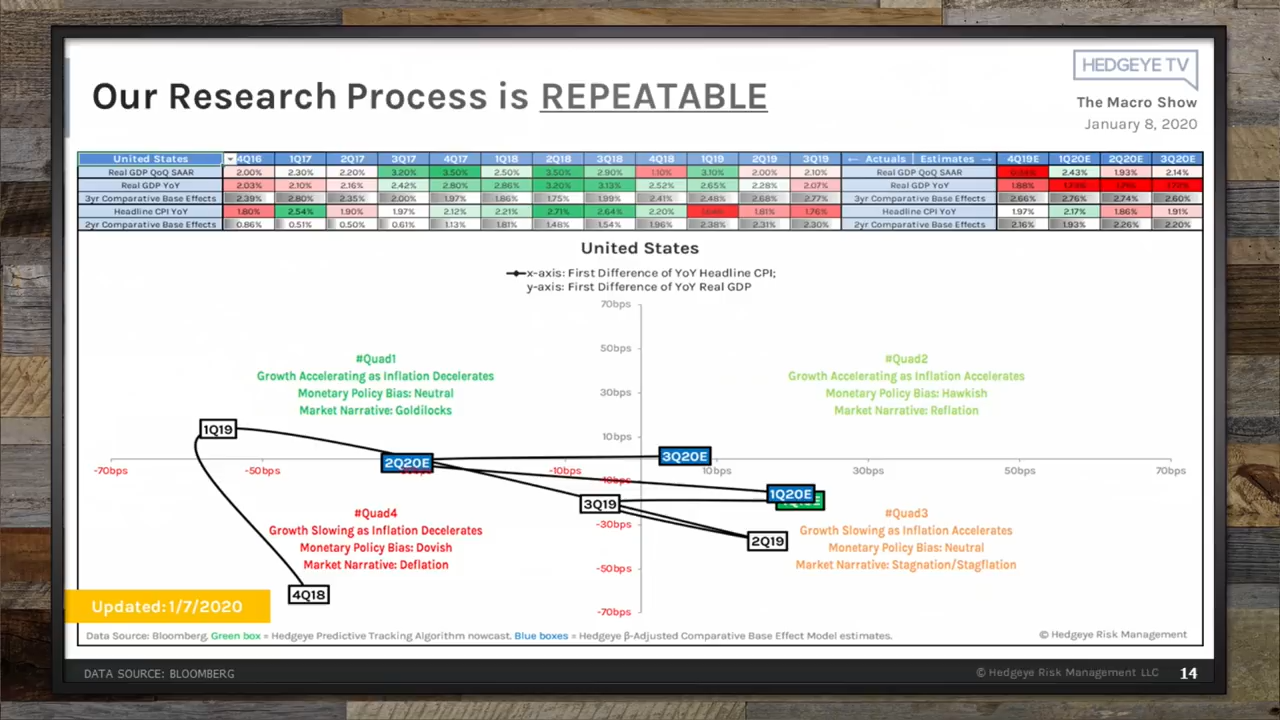 HEDGEYE TV
Our Research Process is REPEATABLE
The Macro Show
January 8, 2020
United States 4Q16 1Q17 2Q17 3Q17 4Q17 1Q18 2Q18 3Q18 4Q18 1Q19 2Q19 3Q19 ← Actuals | Estimates → 4Q19E 1Q20E 2Q20E 3Q20E
Real GDP QoQ SAAR 2.00% 2.30% 2.20% 3.20% 3.50% 2.50% 3.50% 2.90% 1.10% 3.10% 2.00% 2.10% Real GDP QoQ SAAR 2.43% 1.93% 2.14%
Real GDP YoY 2.03% 2.10% 2.16% 2.42% 2.80% 2.86% 3.20% 3.13% 2.52% 2.65% 2.28% 2.07% Real GDP YoY 1.88%
3yr Comparative Base Effects 2.39% 2.80% 2.35% 2.00% 1.97% 1.86% 1.75% 1.99% 2.41% 2.48% 2.68% 2.77% 3yr Comparative Base Effects 2.66% 2.76% 2.74% 2.60%
Headline CPI YoY 1.80% 2.54% 1.90% 1.97% 2.12% 2.21% 2.71% 2.64% 2.20% 1.81% 1.76% Headline CPI YoY 1.97% 2.17% 1.86% 1.91%
2yr Comparative Base Effects 0.86% 0.51% 0.50% 0.61% 1.13% 1.81% 1.48% 1.54% 1.96% 2.38% 2.31% 2.30% 2yr Comparative Base Effects 2.16% 1.93% 2.26% 2.20%
United States
x-axis: First Difference of YoY Headline CPI;
y-axis: First Difference of YoY Real GDP
70bps
50bps
30bps
10bps
-10bps
-30bps
-50bps
-70bps
-70bps -50bps -10bps 10bps 30bps 50bps 70bps
#Quad1
Growth Accelerating as Inflation Decelerates
Monetary Policy Bias: Neutral
Market Narrative: Goldilocks
#Quad2
Growth Accelerating as Inflation Accelerates
Monetary Policy Bias: Hawkish
Market Narrative: Reflation
1Q19
2Q20E
3Q20E
1Q20E
3Q19
2Q19
4Q18
#Quad4
Growth Slowing as Inflation Decelerates
Monetary Policy Bias: Dovish
Market Narrative: Deflation
#Quad3
Growth Slowing as Inflation Accelerates
Monetary Policy Bias: Neutral
Market Narrative: Stagnation/Stagflation
Updated: 1/7/2020
Data Source: Bloomberg. Green box = Hedgeye Predictive Tracking Algorithm nowcast. Blue boxes = Hedgeye β-Adjusted Comparative Base Effect Model estimates.
© Hedgeye Risk Management
DATA SOURCE: BLOOMBERG
© Hedgeye Risk Management LLC 14